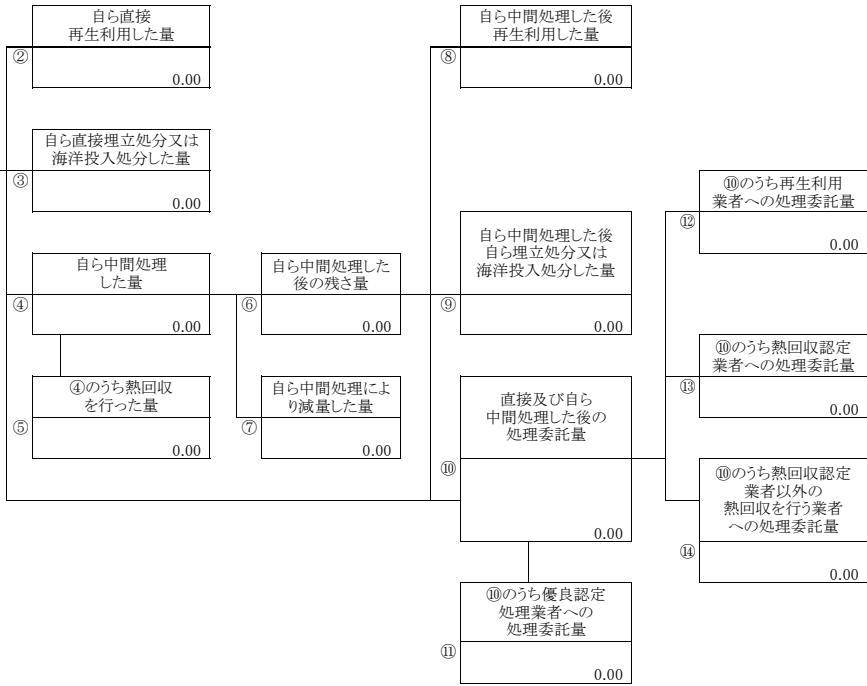 自ら直接
再生利用した量
②
0.00
自ら直接埋立処分又は
海洋投入処分した量
③
0.00
自ら中間処理
した量
④
0.00
④のうち熱回収
を行った量
⑤
0.00
自ら中間処理した
後の残さ量
⑥
0.00
自ら中間処理によ
り減量した量
⑦
0.00
自ら中間処理した後
再生利用した量
⑧
0.00
自ら中間処理した後
自ら埋立処分又は
海洋投入処分した量
⑨
0.00
直接及び自ら
中間処理した後の
処理委託量
⑩
0.00
⑩のうち優良認定
処理業者への
処理委託量
⑪
0.00
⑩のうち再生利用
業者への処理委託量
⑫
0.00
⑩のうち熱回収認定
業者への処理委託量
⑬
0.00
⑩のうち熱回収認定
業者以外の
熱回収を行う業者
への処理委託量
⑭
0.00